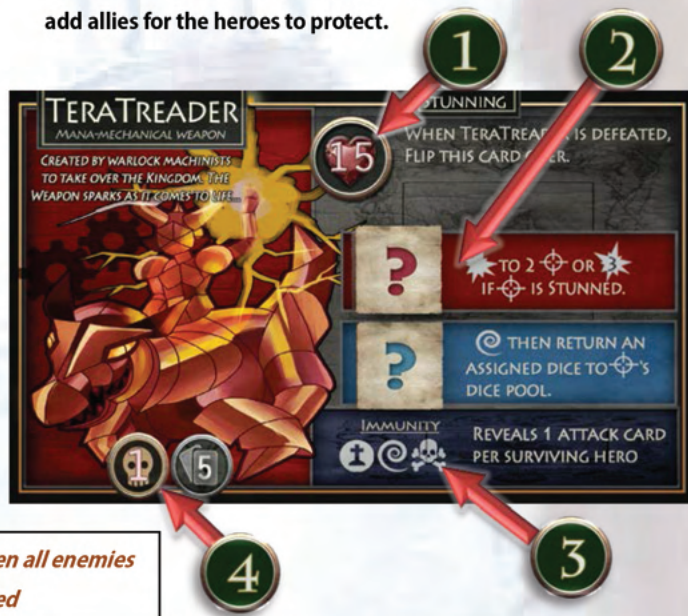 add allies for the heroes to protect.
1
2
TeraTreader
Mana-Mechanical Weapon
Created by Warlock Machinists
to take over the Kingdom. The
Weapon sparks as it comes to life...
15
Stunning
When TeraTreader is defeated,
Flip this card over.
?
to 2 or 3
if is Stunned.
?
then return an
assigned dice to 's
dice pool.
Immunity
Reveals 1 attack card
per surviving hero
1
5
en all enemies
ed
4
3